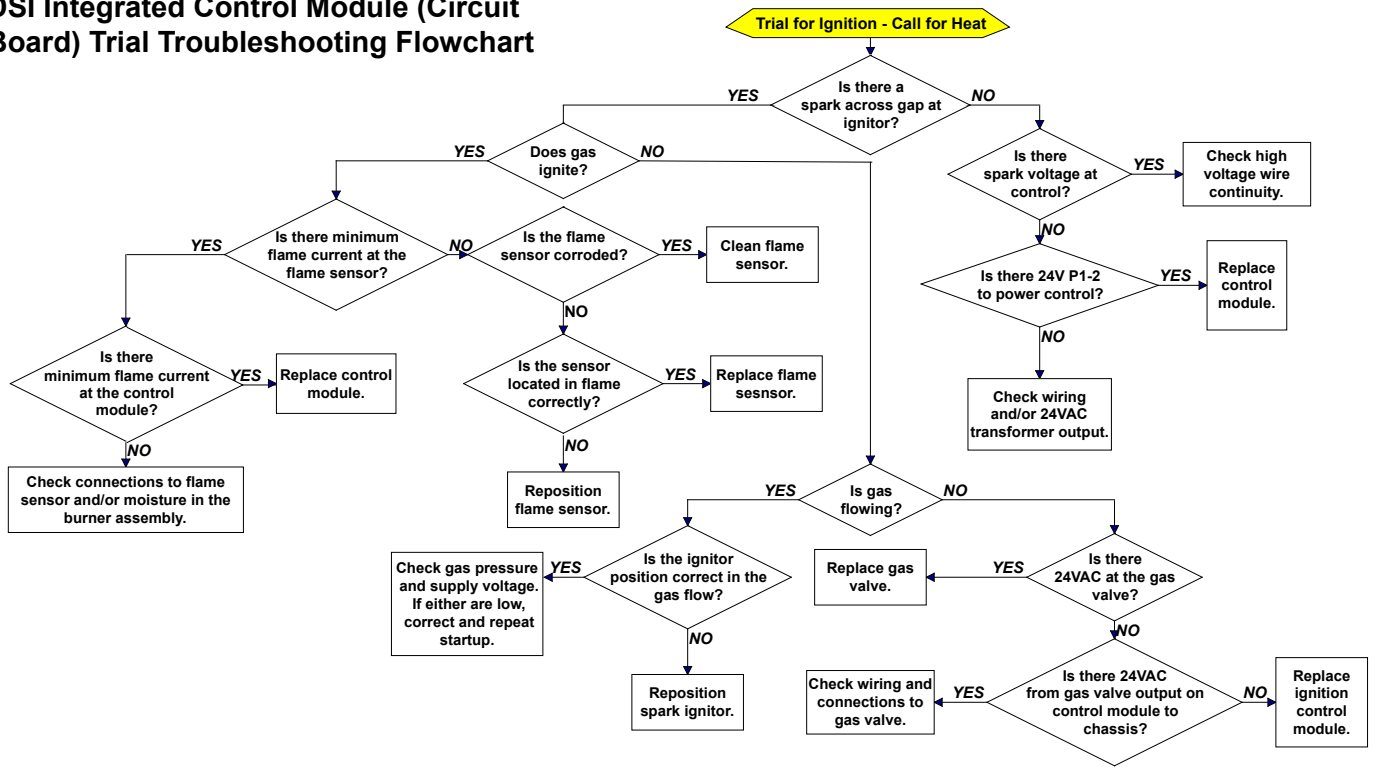 DSI Integrated Control Module (Circuit
Board) Trial Troubleshooting Flowchart
Trial for Ignition - Call for Heat
Is there a
spark across gap at
ignitor?
YES
NO
Does gas
ignite?
YES
NO
Is there
spark voltage at
control?
YES
Check high
voltage wire
continuity.
NO
Is there minimum
flame current at the
flame sensor?
YES
NO
Is the flame
sensor corroded?
YES
Clean flame
sensor.
NO
Is there 24V P1-2
to power control?
YES
Replace
control
module.
NO
Check wiring
and/or 24VAC
transformer output.
Is there
minimum flame current
at the control
module?
YES
Replace control
module.
NO
Check connections to flame
sensor and/or moisture in the
burner assembly.
Is the sensor
located in flame
correctly?
YES
Replace flame
sesnsor.
NO
Reposition
flame sensor.
Is gas
flowing?
YES
NO
Is the ignitor
position correct in the
gas flow?
YES
Check gas pressure
and supply voltage.
If either are low,
correct and repeat
startup.
NO
Reposition
spark ignitor.
Is there
24VAC at the gas
valve?
YES
Replace gas
valve.
NO
Is there 24VAC
from gas valve output on
control module to
chassis?
YES
Check wiring and
connections to
gas valve.
NO
Replace
ignition
control
module.